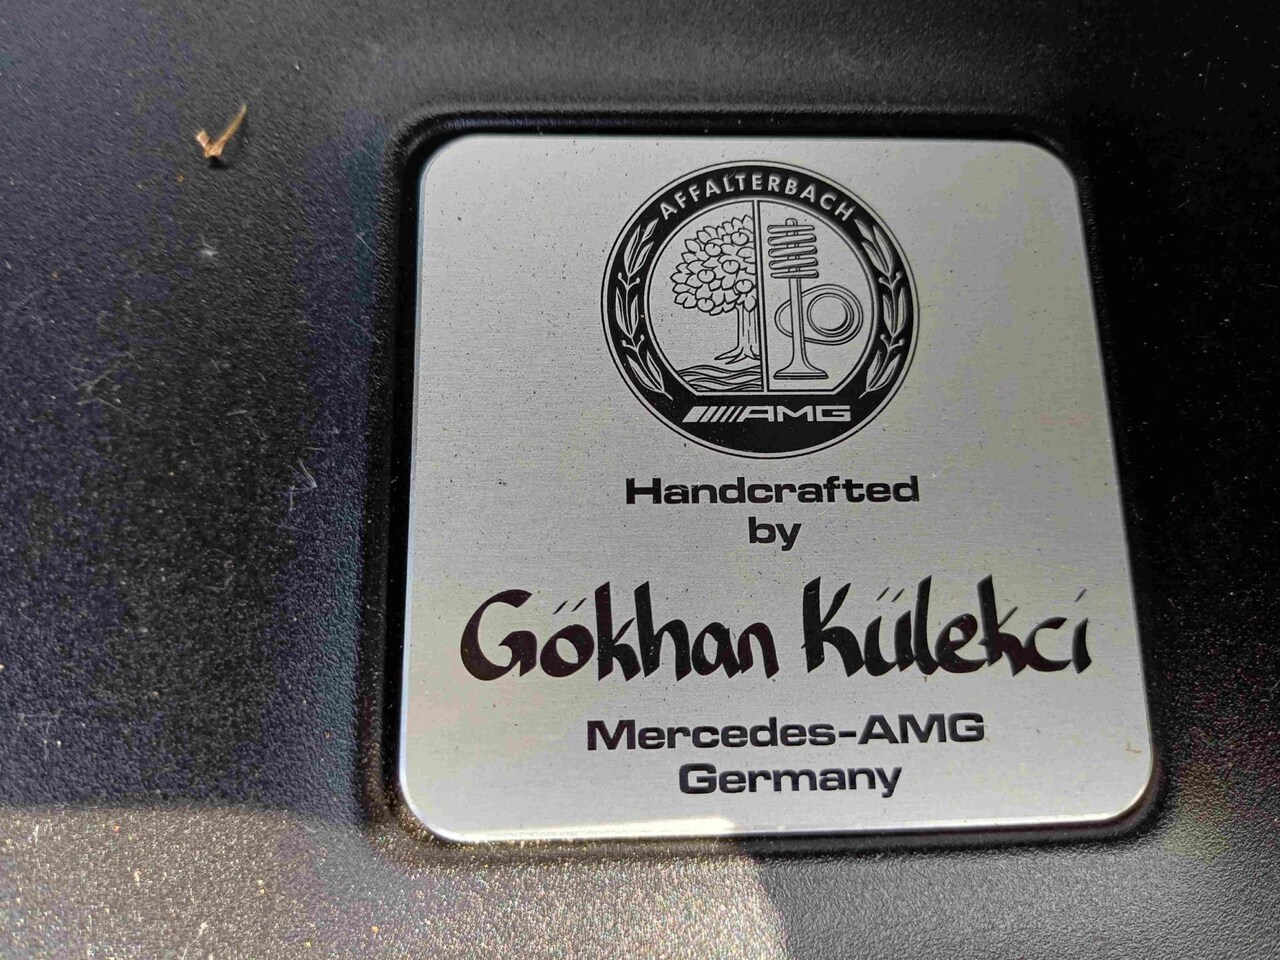 AFFALTERBACH
AMG
Handcrafted
by
Gökhan Külekci
Mercedes-AMG
Germany